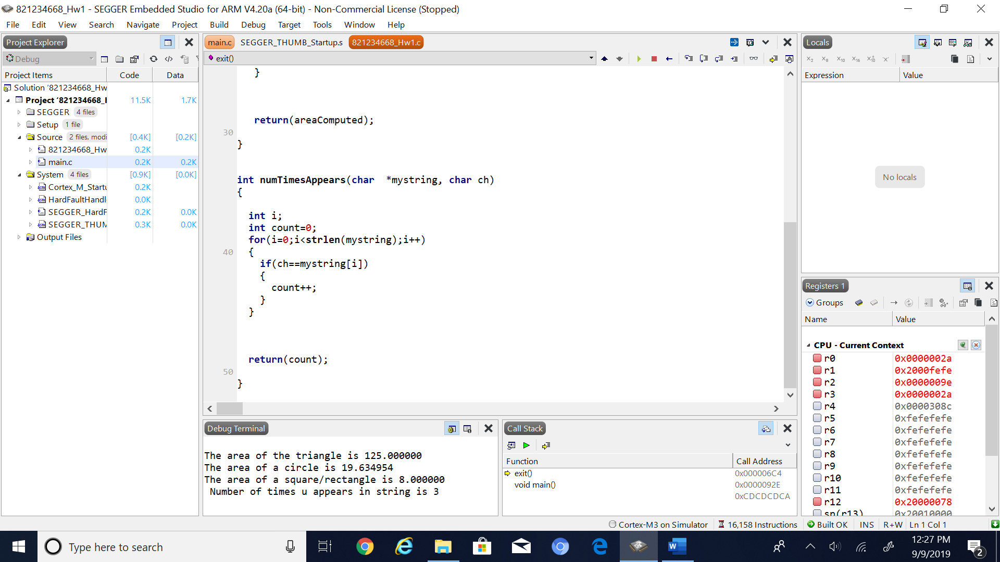 821234668_Hw1 - SEGGER Embedded Studio for ARM V4.20a (64-bit) - Non-Commercial License (Stopped)
File Edit View Search Navigate Project Build Debug Target Tools Window Help
Project Explorer
Debug
Project Items Code Data
Solution '821234668_Hw
Project '821234668_ 11.5K 1.7K
SEGGER 4 files
Setup 1 file
Source 2 files, modi [0.4K] [0.2K]
821234668_Hw 0.2K
main.c 0.2K 0.2K
System 4 files [0.9K] [0.0K]
Cortex_M_Startu 0.2K
HardFaultHandl 0.0K
SEGGER_HardF 0.2K 0.0K
SEGGER_THUM 0.3K 0.0K
Output Files
main.c SEGGER_THUMB_Startup.s 821234668_Hw1.c
exit()
}
return(areaComputed);
30
}
int numTimesAppears(char  *mystring, char ch)
{
int i;
int count=0;
for(i=0;i<strlen(mystring);i++)
40 {
if(ch==mystring[i])
{
count++;
}
}
return(count);
50
}
Debug Terminal
The area of the triangle is 125.000000
The area of a circle is 19.634954
The area of a square/rectangle is 8.000000
Number of times u appears in string is 3
Call Stack
Function Call Address
exit() 0x000006C4
void main() 0x0000092E
0xCDCDCDCA
Locals
Expression Value
No locals
Registers 1
Groups
Name Value
CPU - Current Context
r0 0x0000002a
r1 0x2000fefe
r2 0x0000009e
r3 0x0000002a
r4 0x0000308c
r5 0xfefefefe
r6 0xfefefefe
r7 0xfefefefe
r8 0xfefefefe
r9 0xfefefefe
r10 0xfefefefe
r11 0xfefefefe
r12 0x20000078
sp(r13) 0x20010000
Cortex-M3 on Simulator 16,158 Instructions Built OK INS R+W Ln 1 Col 1
Type here to search
12:27 PM
9/9/2019
2